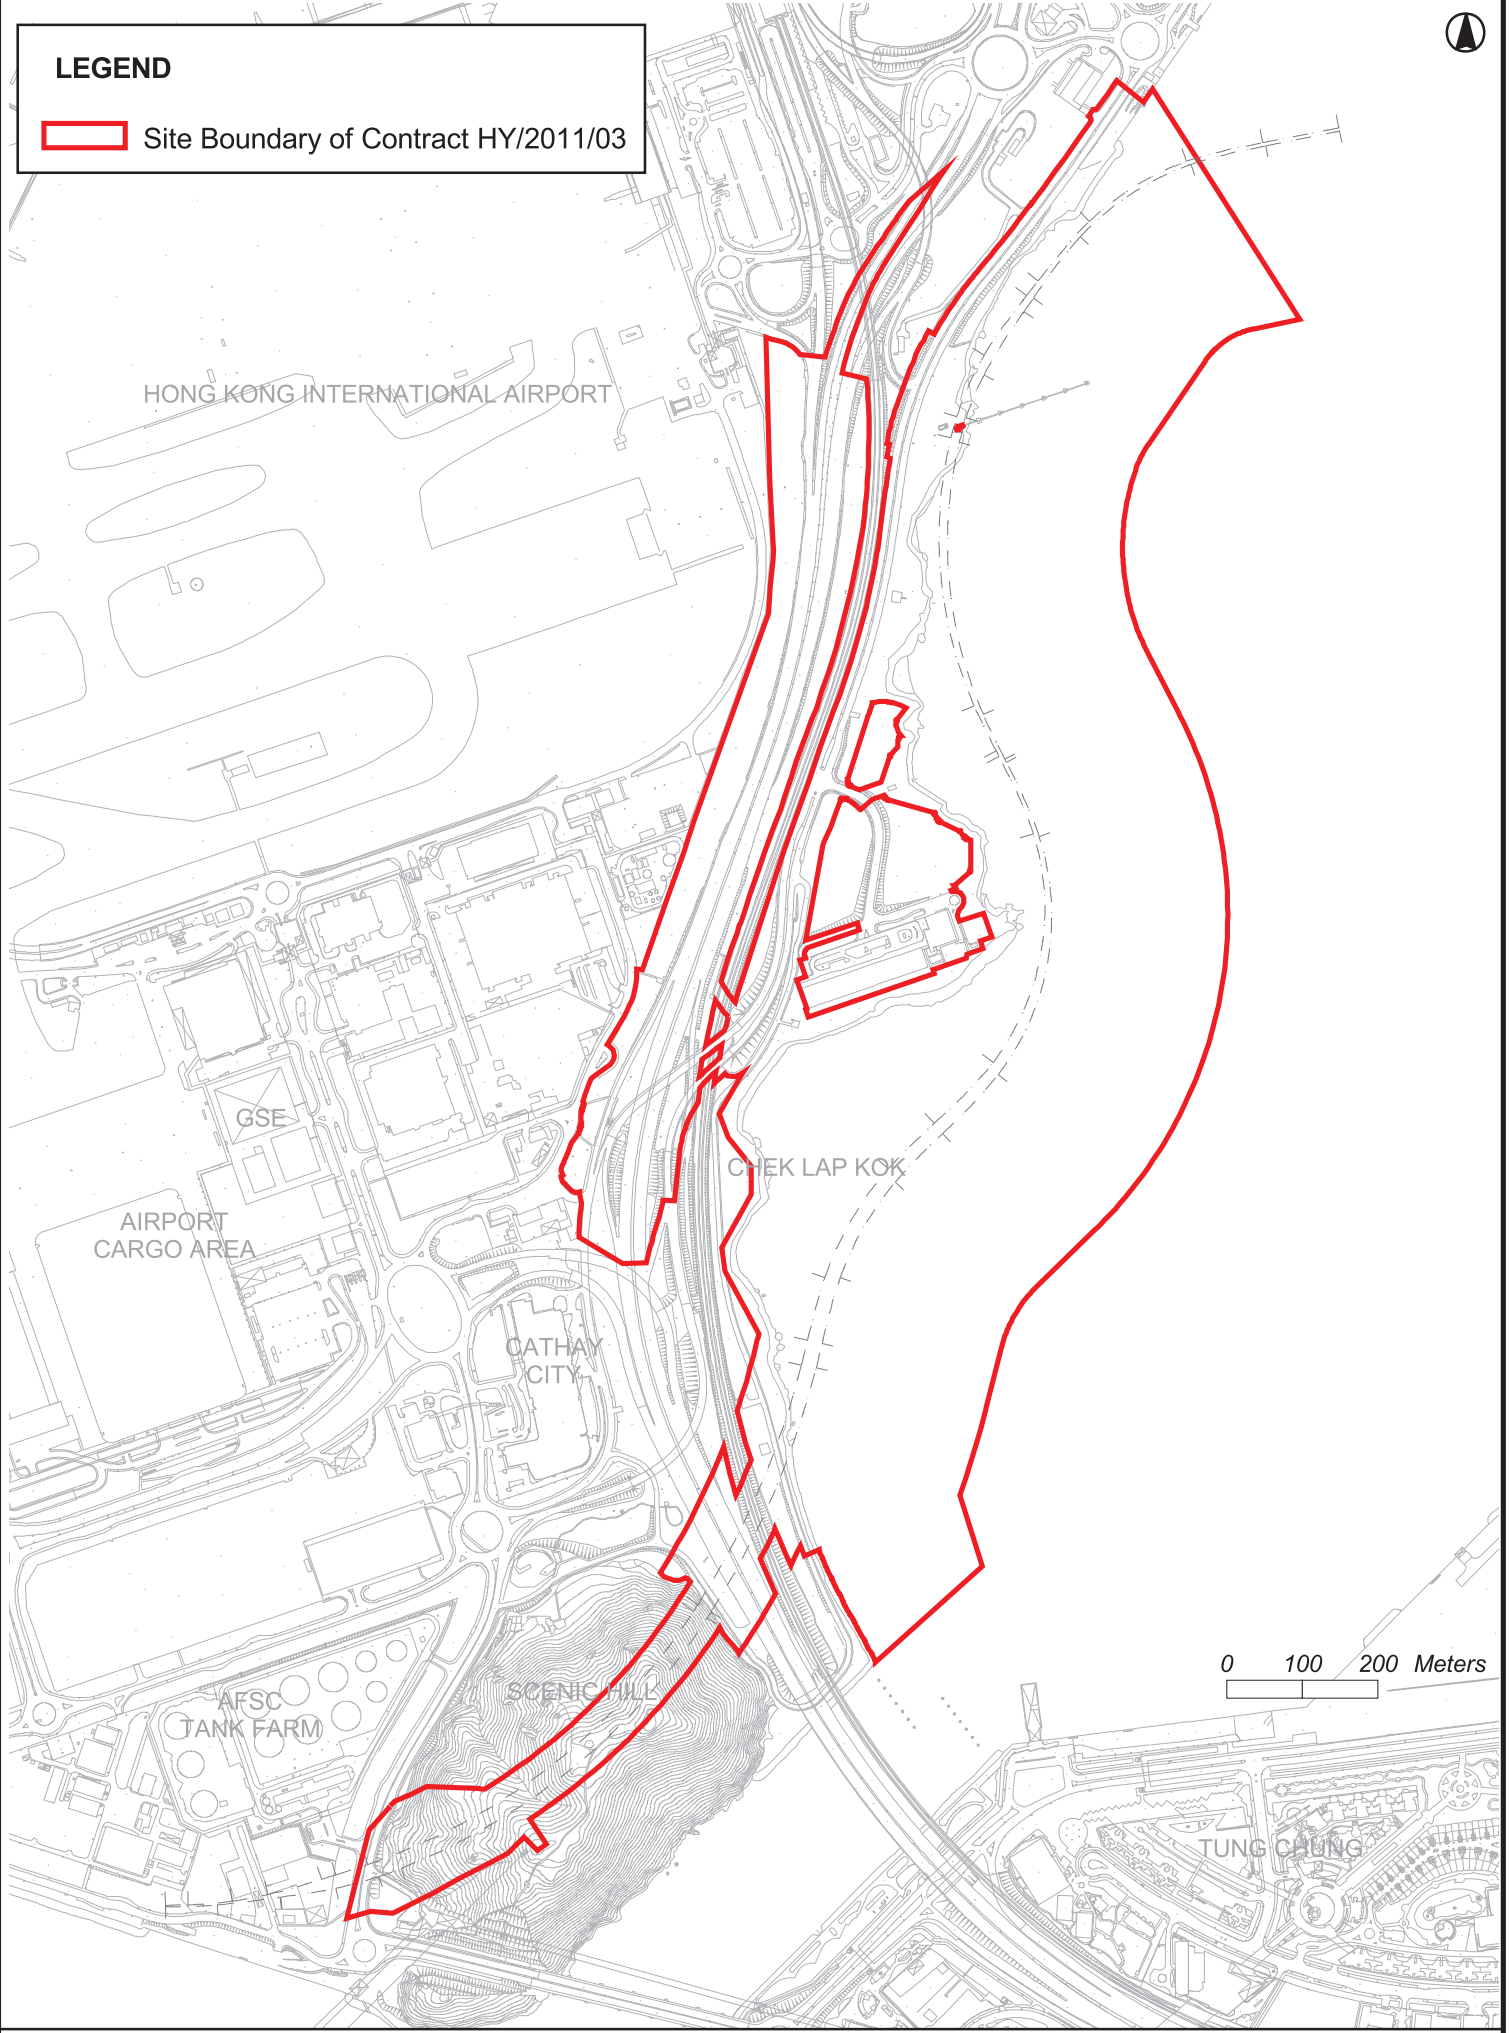 LEGEND
Site Boundary of Contract HY/2011/03
HONG KONG INTERNATIONAL AIRPORT
GSE
CHEK LAP KOK
AIRPORT
CARGO AREA
CATHAY
CITY
0 100 200 Meters
SCENIC HILL
AFSC
TANK FARM
TUNG CHUNG